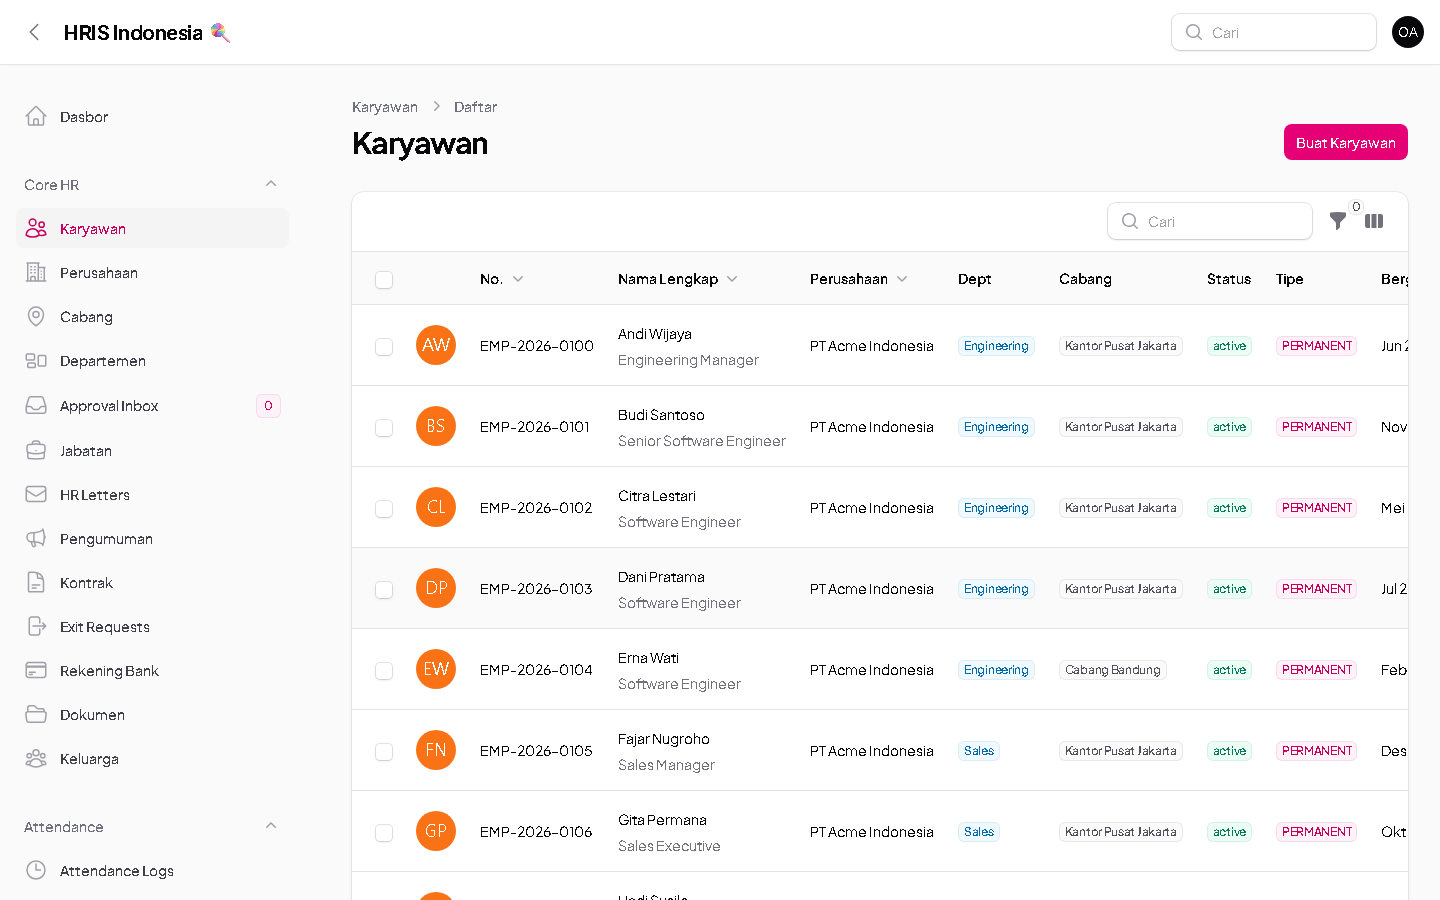 HRIS Indonesia
Cari
OA
Dasbor
Core HR
Karyawan
Perusahaan
Cabang
Departemen
Approval Inbox
0
Jabatan
HR Letters
Pengumuman
Kontrak
Exit Requests
Rekening Bank
Dokumen
Keluarga
Attendance
Attendance Logs
Karyawan
Daftar
Karyawan
Buat Karyawan
Cari
0
No. Nama Lengkap Perusahaan Dept Cabang Status Tipe
AW EMP-2026-0100 Andi Wijaya PT Acme Indonesia Engineering Kantor Pusat Jakarta active PERMANENT Jun
Engineering Manager
BS EMP-2026-0101 Budi Santoso PT Acme Indonesia Engineering Kantor Pusat Jakarta active PERMANENT Nov
Senior Software Engineer
CL EMP-2026-0102 Citra Lestari PT Acme Indonesia Engineering Kantor Pusat Jakarta active PERMANENT Mei
Software Engineer
DP EMP-2026-0103 Dani Pratama PT Acme Indonesia Engineering Kantor Pusat Jakarta active PERMANENT Jul 2
Software Engineer
EW EMP-2026-0104 Erna Wati PT Acme Indonesia Engineering Cabang Bandung active PERMANENT Feb
Software Engineer
FN EMP-2026-0105 Fajar Nugroho PT Acme Indonesia Sales Kantor Pusat Jakarta active PERMANENT Des
Sales Manager
GP EMP-2026-0106 Gita Permana PT Acme Indonesia Sales Kantor Pusat Jakarta active PERMANENT Okt
Sales Executive